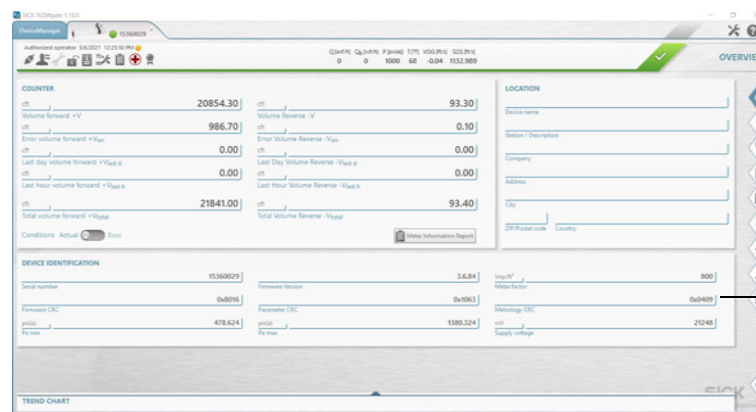 SICK FLOWgate 1.16.0
DeviceManager 15360029
Authorized operator 5/6/2021 12:25:50 PM
Q [acf/h] Qb [scf/h] P [psi(a)] T [°F] VOG [ft/s] SOS [ft/s]
0 0 1000 68 -0.04 1132.989
OVERVIE
COUNTER
cft 20854.30
Volume forward +V
cft 93.30
Volume Reverse -V
cft 986.70
Error volume forward +Verr
cft 0.10
Error Volume Reverse -Verr
cft 0.00
Last day volume forward +Vlast d
cft 0.00
Last Day Volume Reverse -Vlast d
cft 0.00
Last hour volume forward +Vlast h
cft 0.00
Last Hour Volume Reverse -Vlast h
cft 21841.00
Total volume forward +Vtotal
cft 93.40
Total Volume Reverse -Vtotal
Conditions Actual Base
Meter Information Report
LOCATION
Device name
Station / Description
Company
Address
City
ZIP/Postal code Country
DEVICE IDENTIFICATION
15360029
Serial number
3.6.84
Firmware Version
imp/ft³ 800
Meter factor
0x8016
Firmware CRC
0x1063
Parameter CRC
0x0409
Metrology CRC
psi(a) 478.624
Pe min
psi(a) 1380.324
Pe max
mV 21248
Supply voltage
SICK
TREND CHART